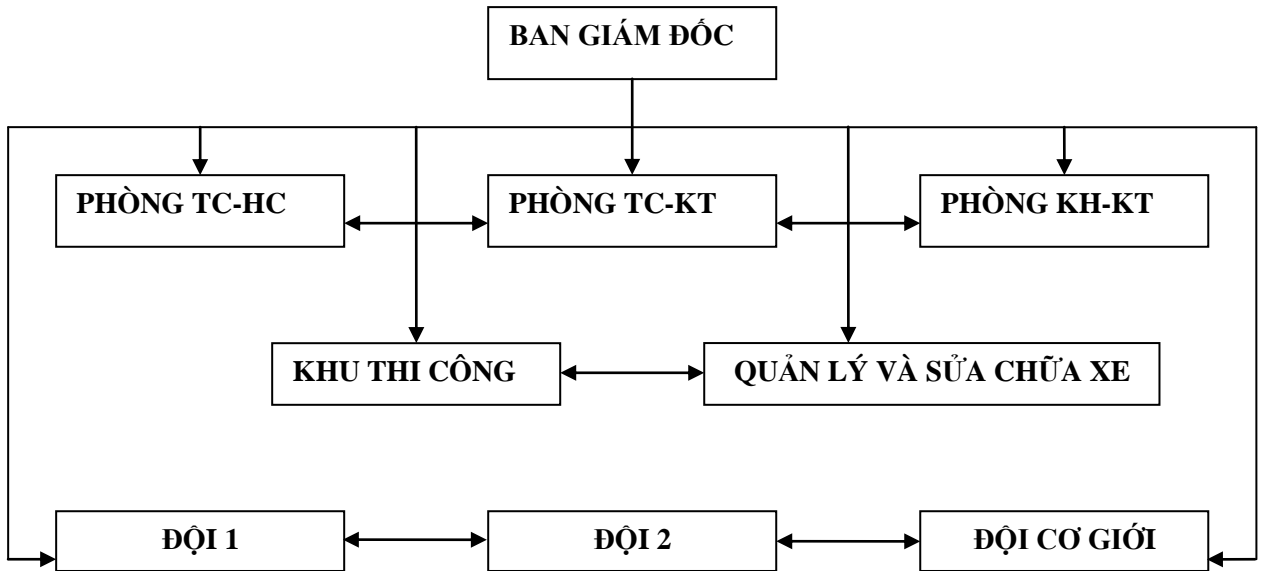 BAN GIÁM ĐỐC
PHÒNG TC-HC
PHÒNG TC-KT
PHÒNG KH-KT
KHU THI CÔNG
QUẢN LÝ VÀ SỬA CHỮA XE
ĐỘI 1
ĐỘI 2
ĐỘI CƠ GIỚI